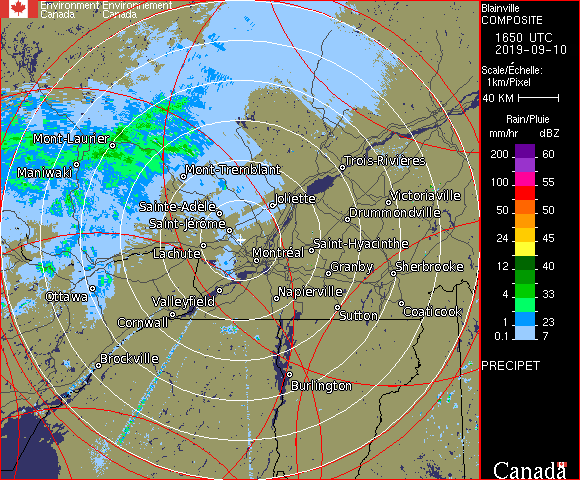 Environment Environnement
Canada Canada
Blainville
COMPOSITE
1650 UTC
2019-09-10
Scale/Échelle:
1km/Pixel
40 KM
Rain/Pluie
mm/hr dBZ
200 60
100 55
50 50
24 45
12 40
4 33
1 23
0.1 7
PRECIPET
Mont-Laurier
Maniwaki
Mont-Tremblant
Trois-Rivières
Sainte-Adèle
Joliette
Victoriaville
Saint-Jérôme
Drummondville
Lachute
Montréal
Saint-Hyacinthe
Granby
Sherbrooke
Ottawa
Valleyfield
Napierville
Cornwall
Sutton
Coaticook
Brockville
Burlington
Canada